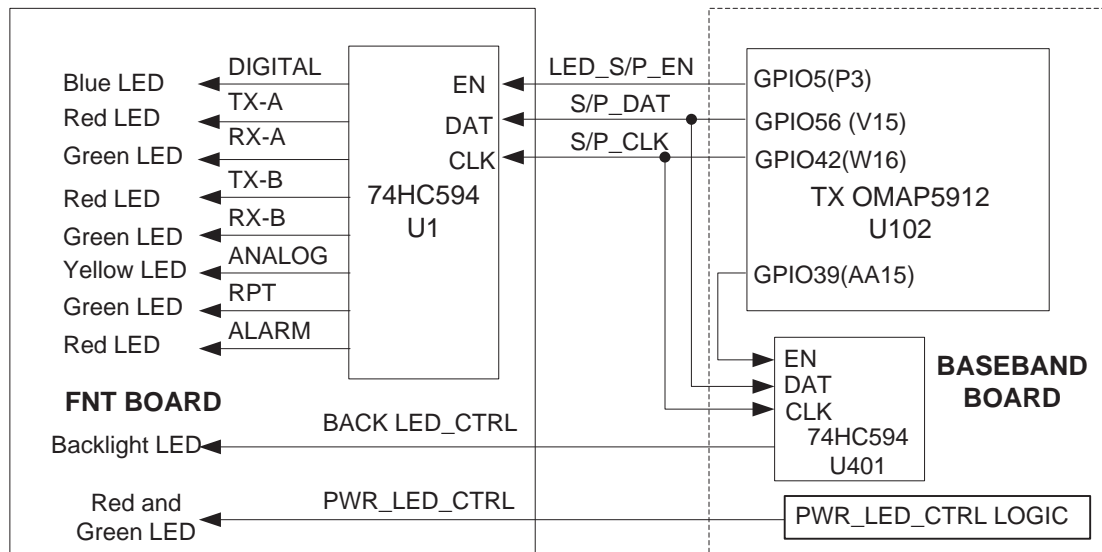 Blue LED
DIGITAL
Red LED
TX-A
Green LED
RX-A
Red LED
TX-B
Green LED
RX-B
Yellow LED
ANALOG
Green LED
RPT
Red LED
ALARM
EN
DAT
CLK
74HC594
U1
LED_S/P_EN
S/P_DAT
S/P_CLK
GPIO5(P3)
GPIO56 (V15)
GPIO42(W16)
TX OMAP5912
U102
GPIO39(AA15)
EN
DAT
CLK
74HC594
U401
BASEBAND
BOARD
FNT BOARD
Backlight LED
BACK LED_CTRL
Red and
Green LED
PWR_LED_CTRL
PWR_LED_CTRL LOGIC